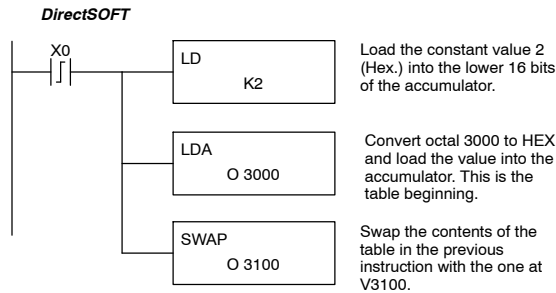 DirectSOFT
X0
LD
K2
Load the constant value 2
(Hex.) into the lower 16 bits
of the accumulator.
LDA
O 3000
Convert octal 3000 to HEX
and load the value into the
accumulator. This is the
table beginning.
SWAP
O 3100
Swap the contents of the
table in the previous
instruction with the one at
V3100.